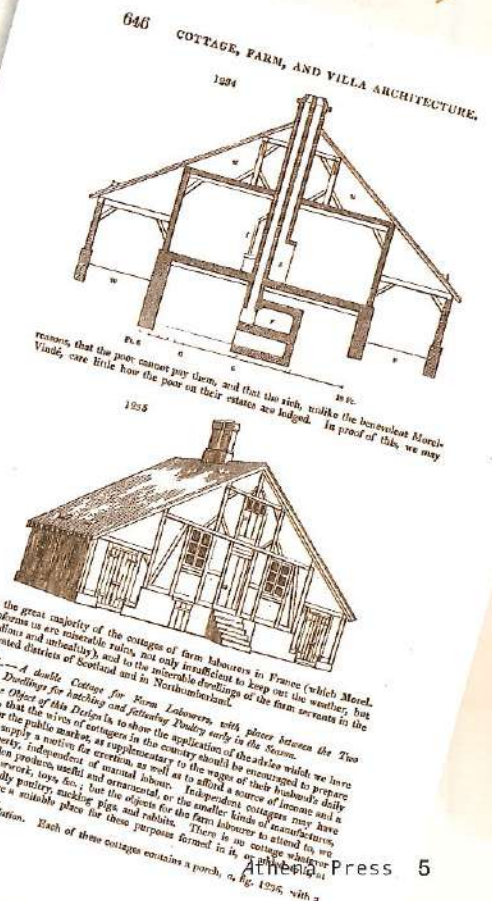 646
COTTAGE, FARM, AND VILLA ARCHITECTURE.
1234
reasons, that the poor cannot pay them, and that the rich, unlike the benevolent Morel-
Vindé, care little how the poor on their estates are lodged. In proof of this, we may
1235
the great majority of the cottages of farm labourers in France (which Morel.
informs us are miserable ruins, not only insufficient to keep out the weather, but
and unhealthy), and to the miserable dwellings of the farm servants in the
districts of Scotland and in Northumberland.
.—A double Cottage for Farm Labourers, with places between the Two
Dwellings for hatching and fattening Poultry early in the Season.
Object of this Design is, to show the application of the advice which we have
that the wives of cottagers in the country should be encouraged to prepare
the public market, as supplementary to the wages of their husband's daily
supply a motive for exertion, as well as to afford a source of income and a
independent of manual labour. Independent cottagers may have
produce, useful and ornamental, or the smaller kinds of manufactures,
toys, &c.; but the objects for the farm labourer to attend to, we
poultry, sucking pigs, and rabbits. There is no cottage whatever
a suitable place for these purposes formed in it, or at
Each of these cottages contains a porch, a, fig. 1236, with a
Athena Press 5